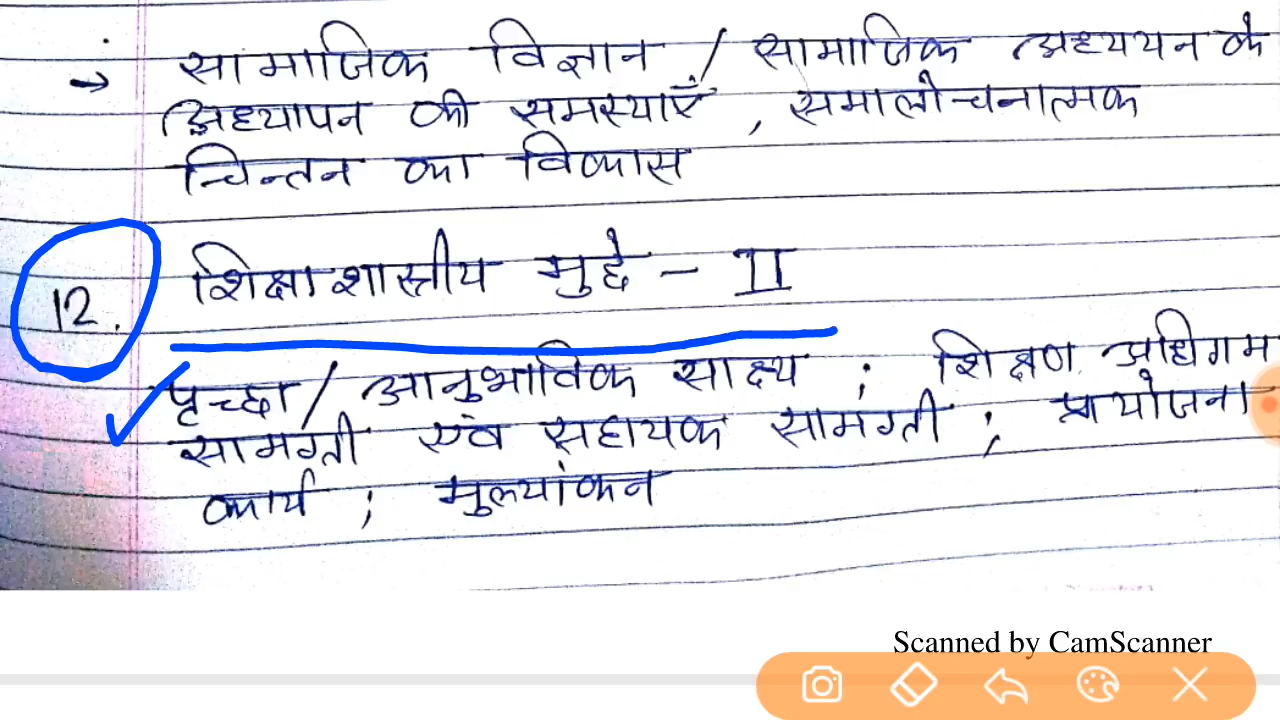 → सामाजिक विज्ञान / सामाजिक अध्ययन के
अध्यापन की समस्याएँ , समालोचनात्मक
चिन्तन का विकास
12. शिक्षाशास्त्रीय मुद्दे - II
पृच्छा / आनुभाविक साक्ष्य ; शिक्षण अधिगम
सामग्री एंव सहायक सामग्री ; प्रायोजना
कार्य ; मुल्यांकन
Scanned by CamScanner